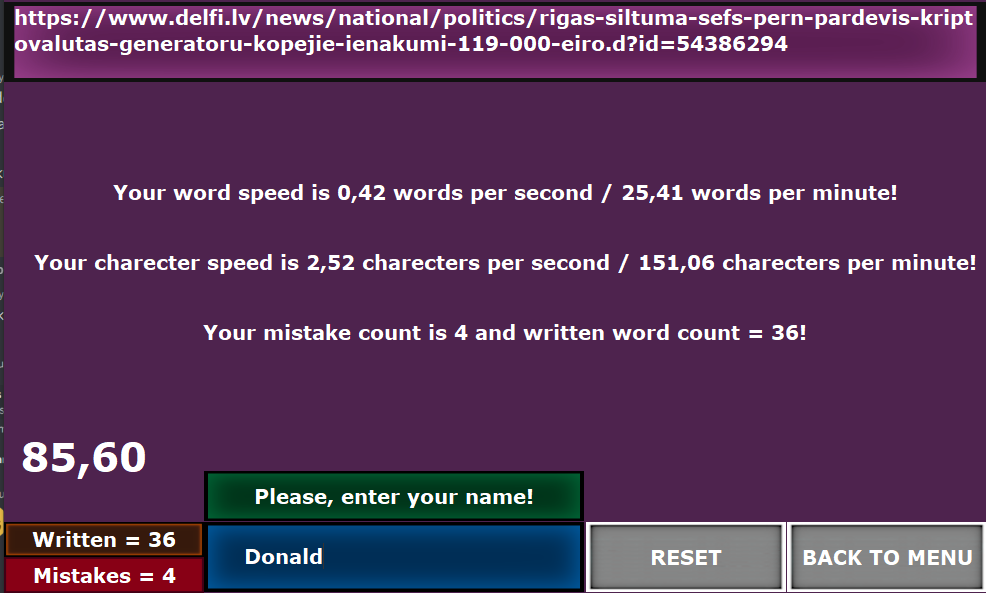 https://www.delfi.lv/news/national/politics/rigas-siltuma-sefs-pern-pardevis-kript
ovalutas-generatoru-kopejie-ienakumi-119-000-eiro.d?id=54386294
Your word speed is 0,42 words per second / 25,41 words per minute!
Your charecter speed is 2,52 charecters per second / 151,06 charecters per minute!
Your mistake count is 4 and written word count = 36!
85,60
Please, enter your name!
Written = 36
Donald
RESET
BACK TO MENU
Mistakes = 4